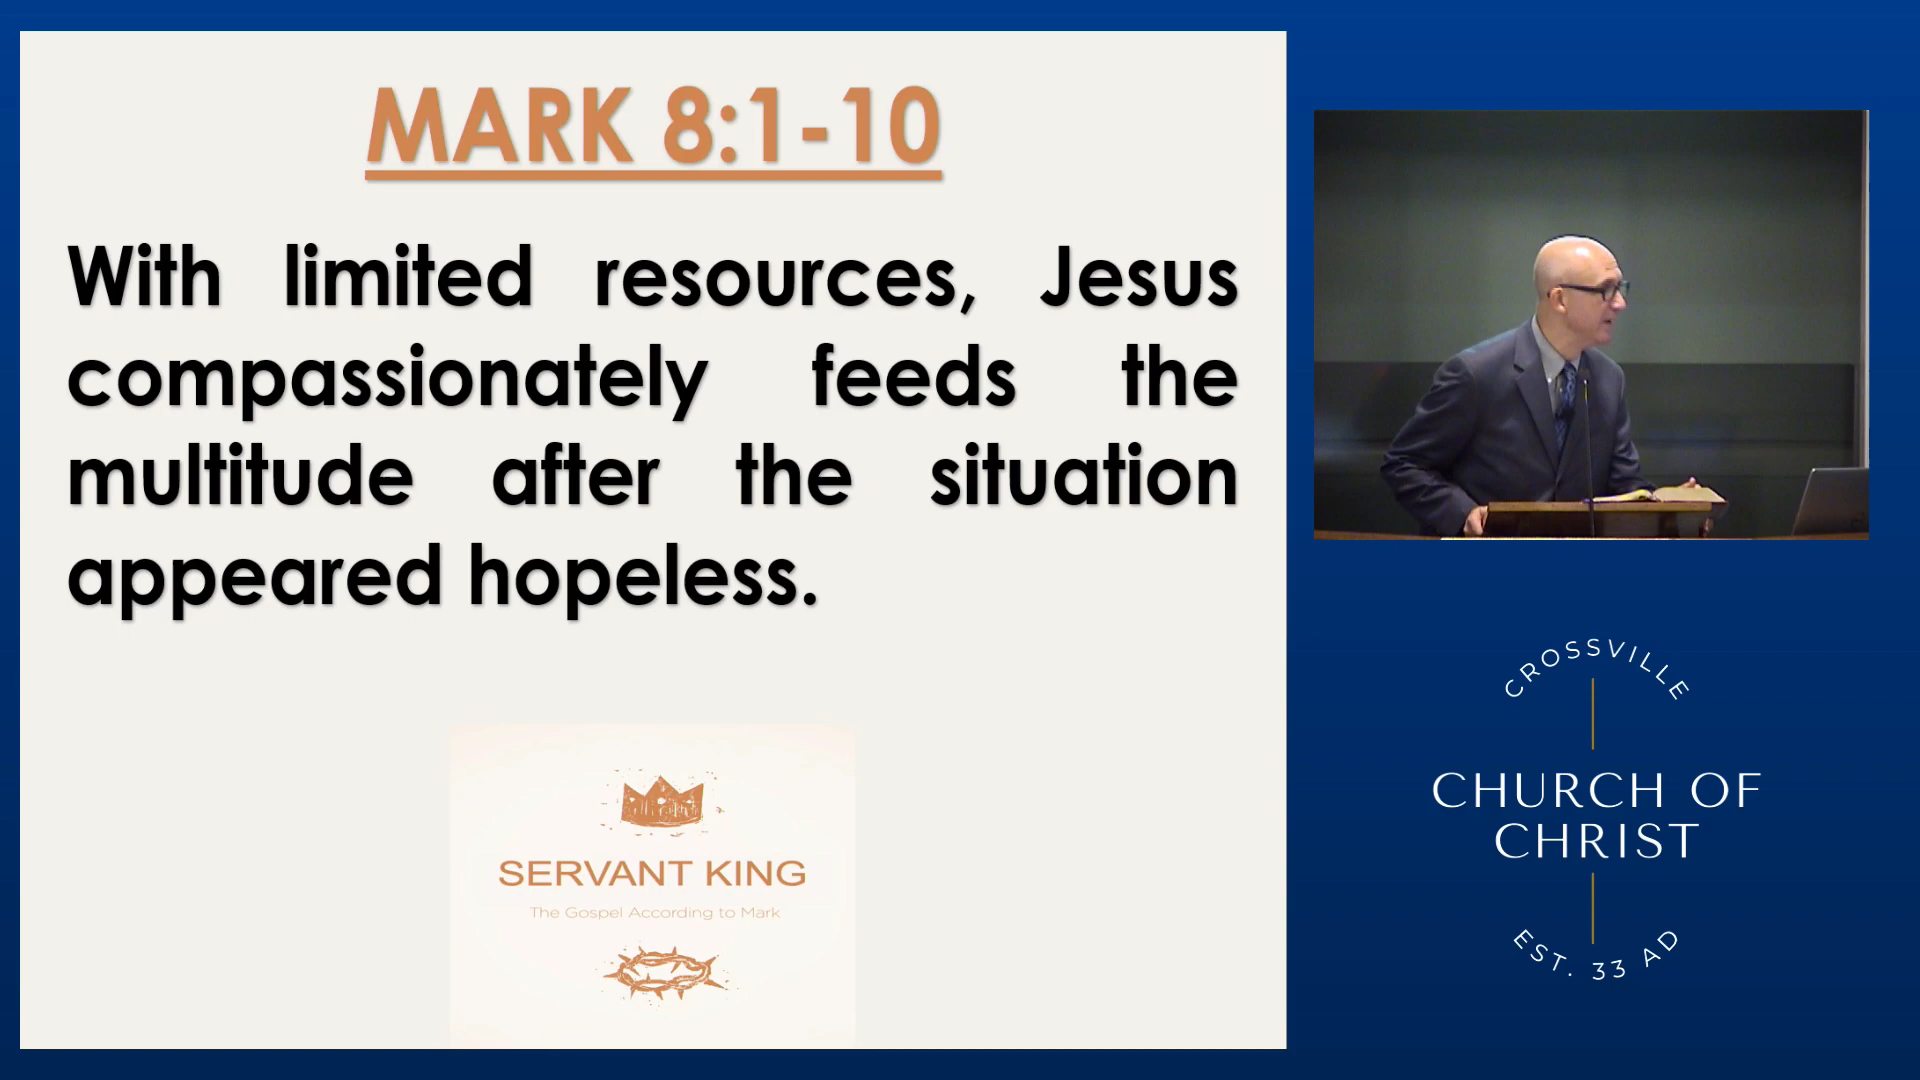 MARK 8:1-10
With limited resources, Jesus
compassionately feeds the
multitude after the situation
appeared hopeless.
SERVANT KING
The Gospel According to Mark
CROSSVILLE
CHURCH OF
CHRIST
EST. 33 AD